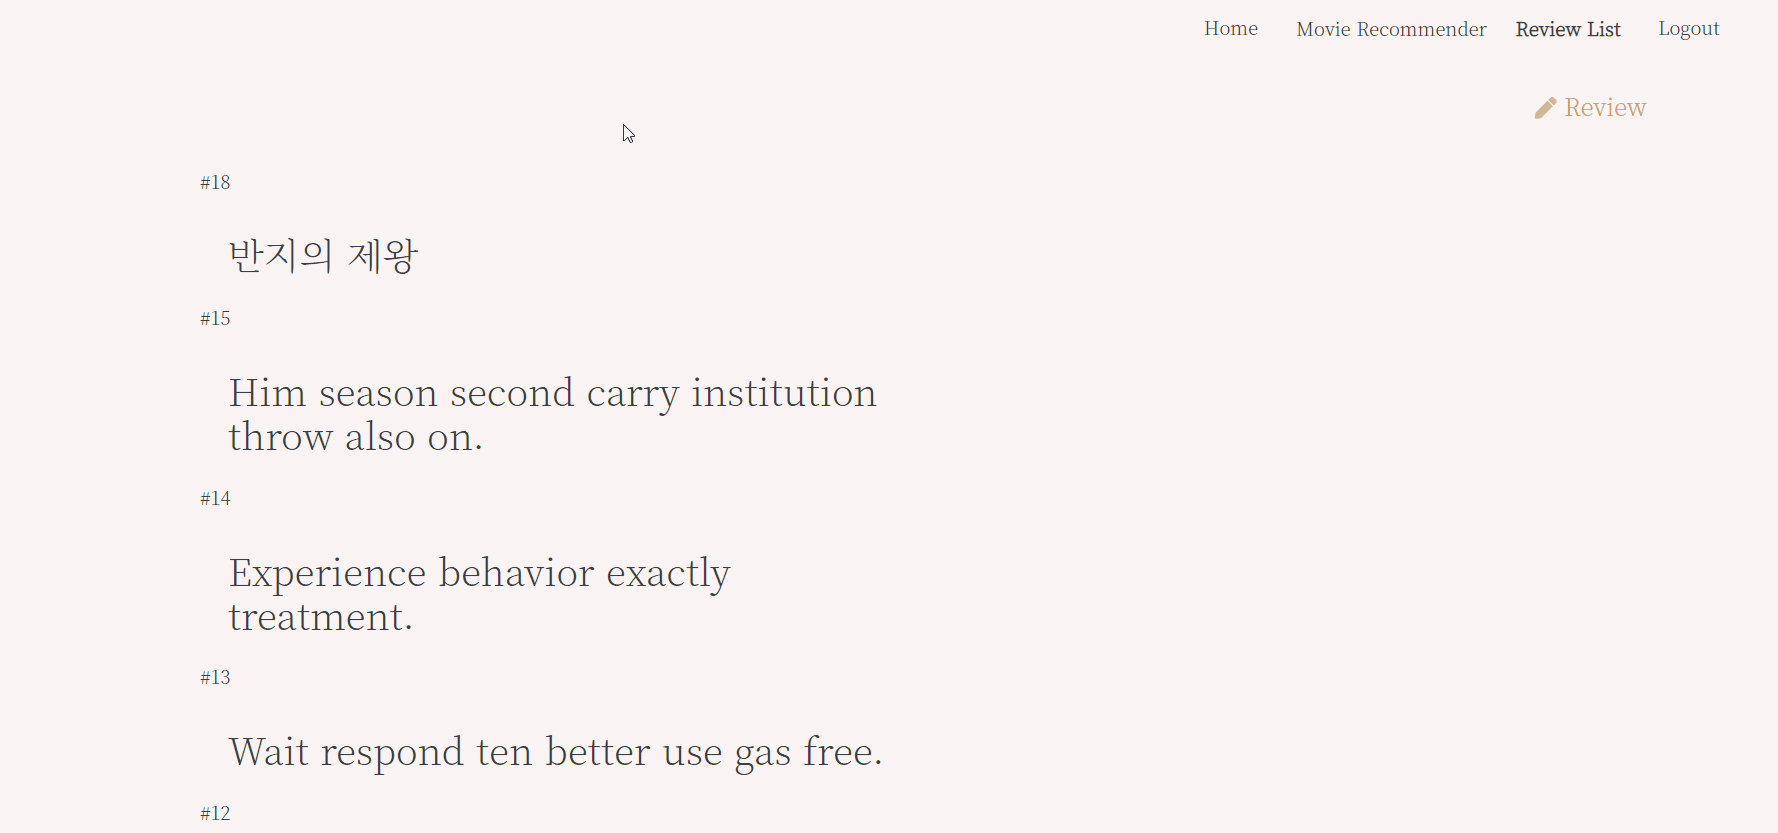 Home Movie Recommender Review List Logout
Review
#18
반지의 제왕
#15
Him season second carry institution
throw also on.
#14
Experience behavior exactly
treatment.
#13
Wait respond ten better use gas free.
#12